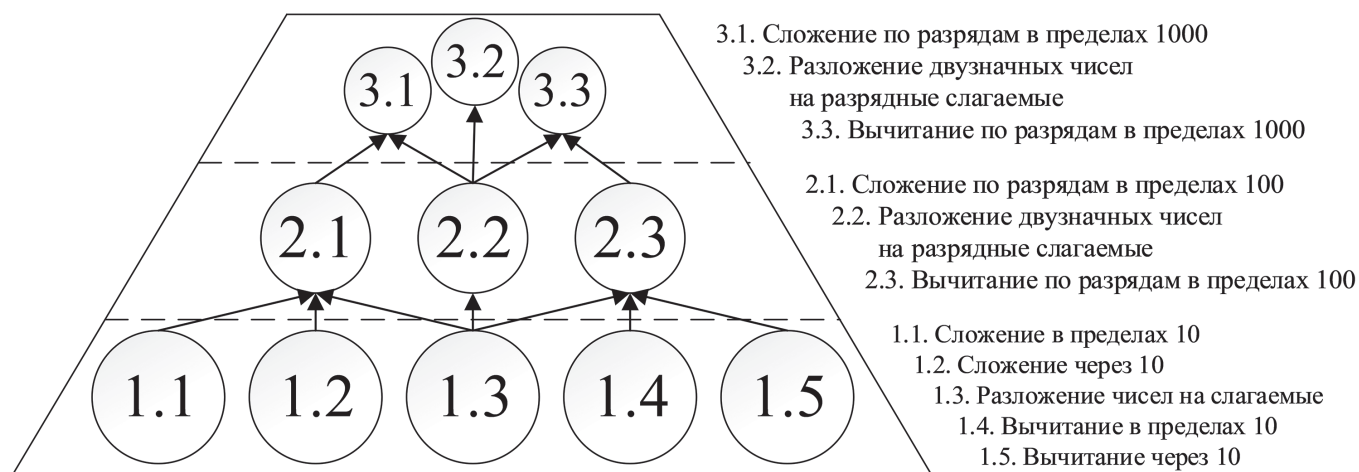 3.1
3.2
3.3
2.1
2.2
2.3
1.1
1.2
1.3
1.4
1.5
3.1. Сложение по разрядам в пределах 1000
3.2. Разложение двузначных чисел
на разрядные слагаемые
3.3. Вычитание по разрядам в пределах 1000
2.1. Сложение по разрядам в пределах 100
2.2. Разложение двузначных чисел
на разрядные слагаемые
2.3. Вычитание по разрядам в пределах 100
1.1. Сложение в пределах 10
1.2. Сложение через 10
1.3. Разложение чисел на слагаемые
1.4. Вычитание в пределах 10
1.5. Вычитание через 10